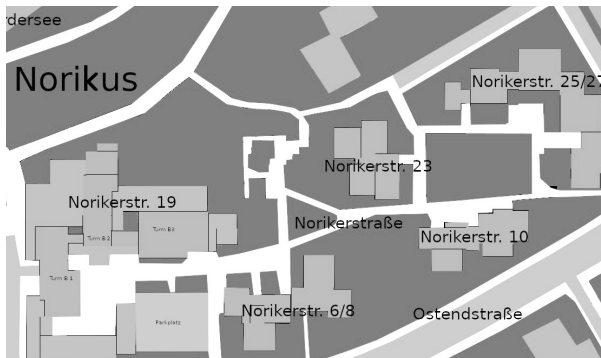 rdersee
Norikus
Norikerstr. 25/27
Norikerstr. 23
Norikerstr. 19
Norikerstraße
Turm B3
Turm B 2
Norikerstr. 10
Turm B 1
Norikerstr. 6/8
Ostendstraße
Parkplatz